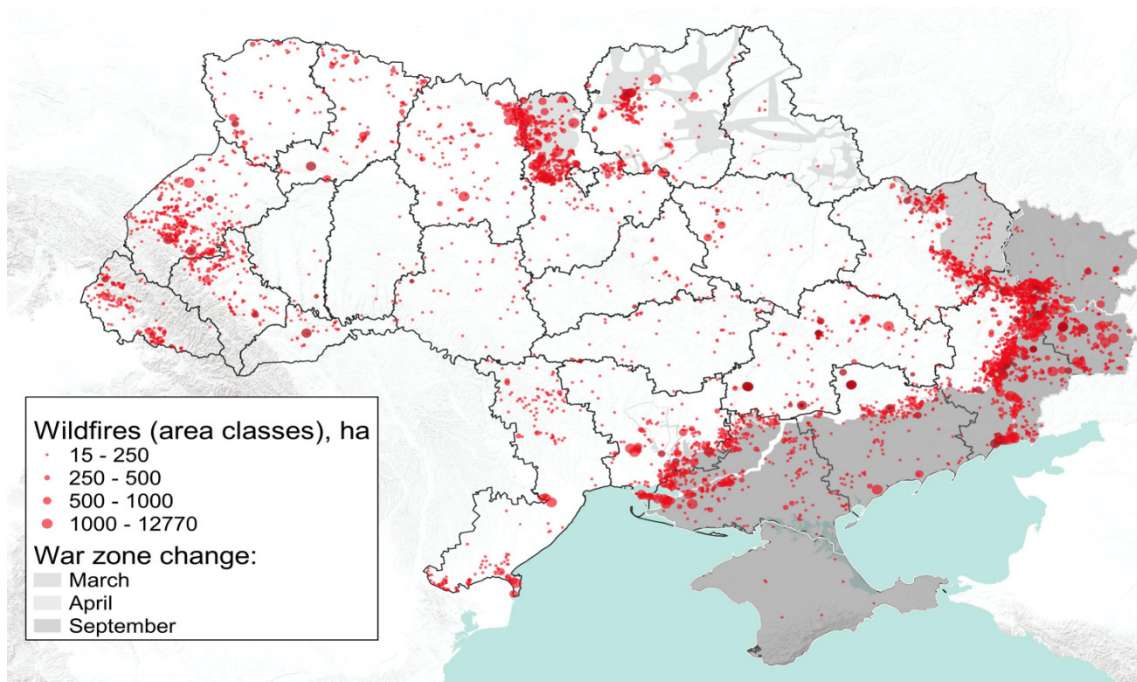 Wildfires (area classes), ha
15 - 250
250 - 500
500 - 1000
1000 - 12770
War zone change:
March
April
September